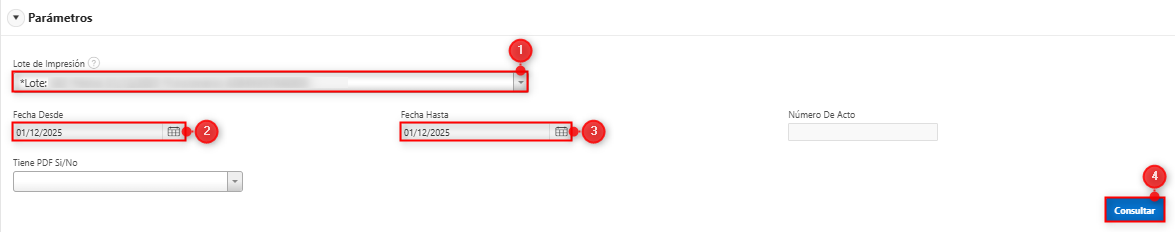 Parámetros
1
Lote de Impresión ?
*Lote:
Fecha Desde Fecha Hasta Número De Acto
01/12/2025 2 01/12/2025 3
Tiene PDF Si/No
4
Consultar